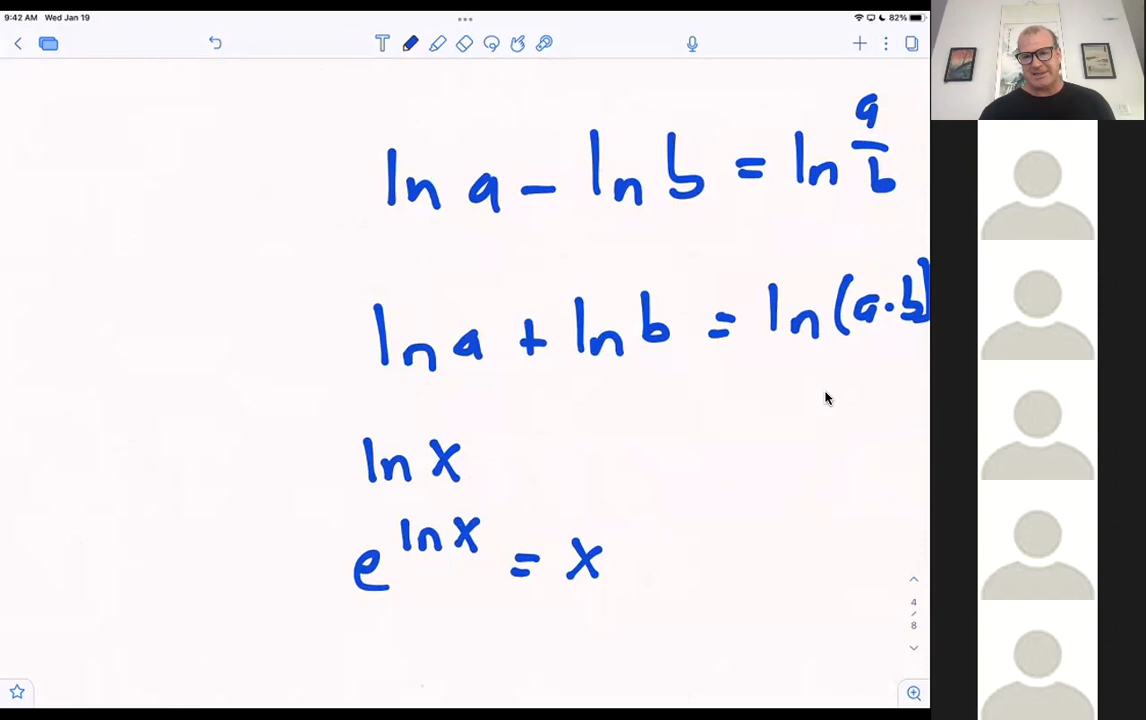 9:42 AM Wed Jan 19
82%
ln a - ln b = ln a/b
ln a + ln b = ln(a·b)
ln x
e^ln x = x
4
/
8